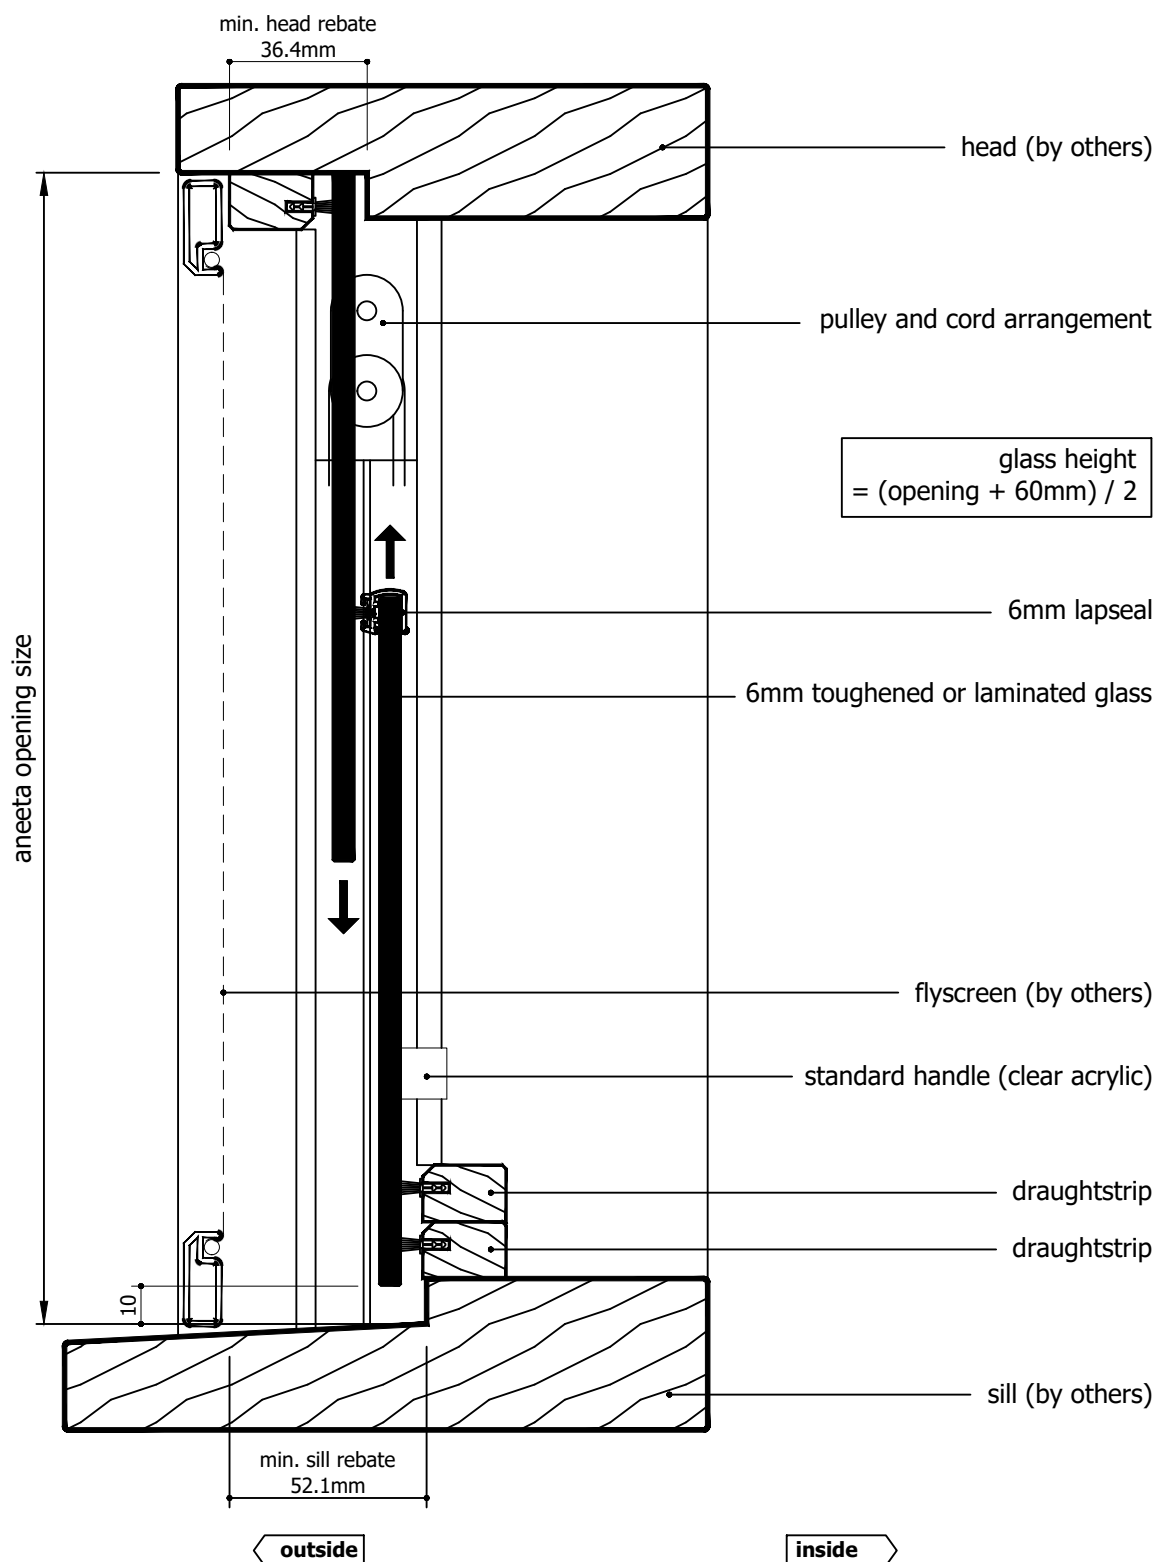 min. head rebate
36.4mm
head (by others)
pulley and cord arrangement
glass height
= (opening + 60mm) / 2
6mm lapseal
6mm toughened or laminated glass
aneeta opening size
flyscreen (by others)
standard handle (clear acrylic)
draughtstrip
draughtstrip
10
sill (by others)
min. sill rebate
52.1mm
outside
inside